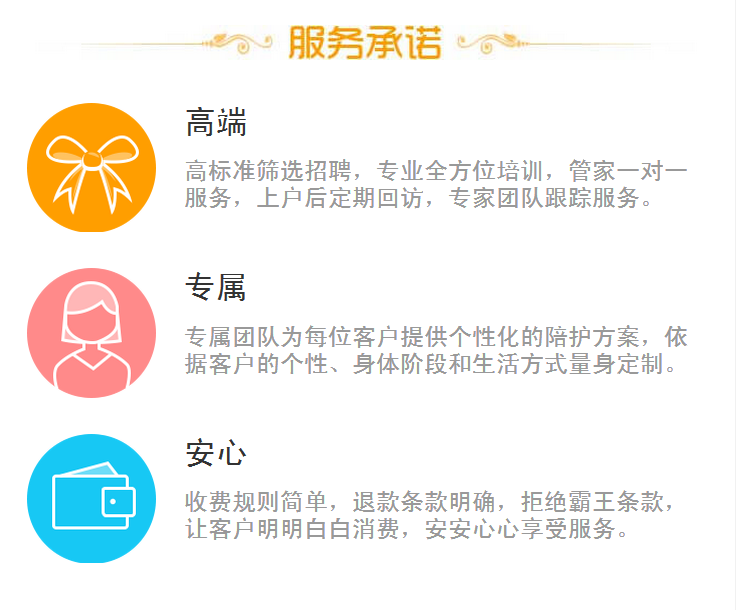 服务承诺
高端
高标准筛选招聘，专业全方位培训，管家一对一
服务，上户后定期回访，专家团队跟踪服务。
专属
专属团队为每位客户提供个性化的陪护方案，依
据客户的个性、身体阶段和生活方式量身定制。
安心
收费规则简单，退款条款明确，拒绝霸王条款，
让客户明明白白消费，安安心心享受服务。